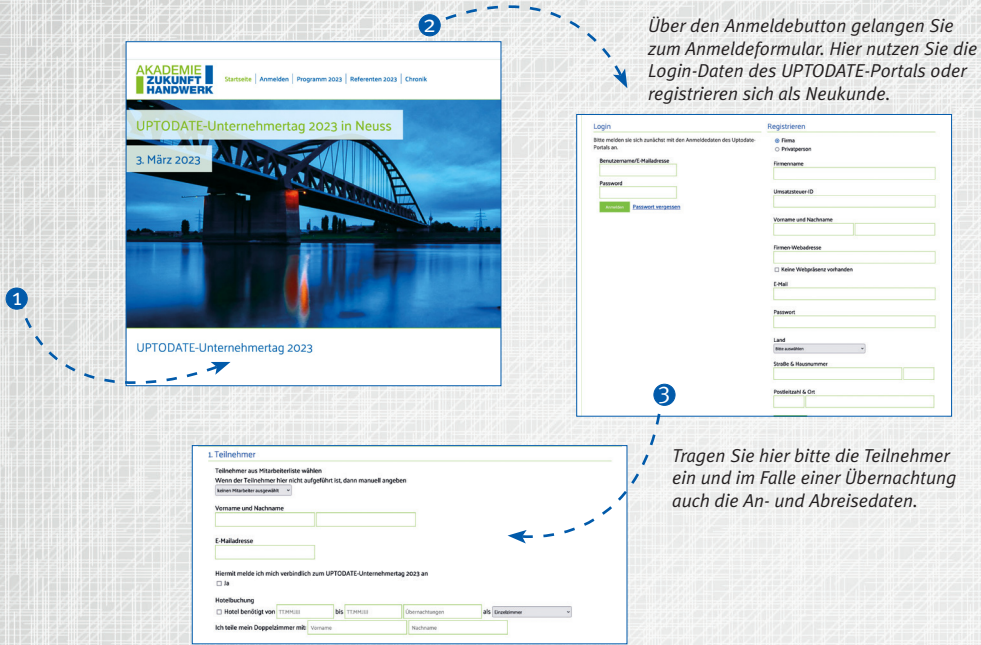 2
Über den Anmeldebutton gelangen Sie
zum Anmeldeformular. Hier nutzen Sie die
Login-Daten des UPTODATE-Portals oder
registrieren sich als Neukunde.
AKADEMIE
ZUKUNFT
HANDWERK
Startseite | Anmelden | Programm 2023 | Referenten 2023 | Chronik
UPTODATE-Unternehmertag 2023 in Neuss
3. März 2023
1
UPTODATE-Unternehmertag 2023
Login
Bitte melden sie sich zunächst mit den Anmeldedaten des Uptodate-
Portals an.
Benutzername/E-Mailadresse
Password
Anmelden Passwort vergessen
Registrieren
Firma
Privatperson
Firmenname
Umsatzsteuer-ID
Vorname und Nachname
Firmen-Webadresse
Keine Webpräsenz vorhanden
E-Mail
Passwort
Land
Bitte auswählen
Straße & Hausnummer
Postleitzahl & Ort
3
Tragen Sie hier bitte die Teilnehmer
ein und im Falle einer Übernachtung
auch die An- und Abreisedaten.
1. Teilnehmer
Teilnehmer aus Mitarbeiterliste wählen
Wenn der Teilnehmer hier nicht aufgeführt ist, dann manuell angeben
keinen Mitarbeiter ausgewählt
Vorname und Nachname
E-Mailadresse
Hiermit melde ich mich verbindlich zum UPTODATE-Unternehmertag 2023 an
Ja
Hotelbuchung
Hotel benötigt von TT.MM.JJJJ bis TT.MM.JJJJ Übernachtungen als Einzelzimmer
Ich teile mein Doppelzimmer mit: Vorname Nachname